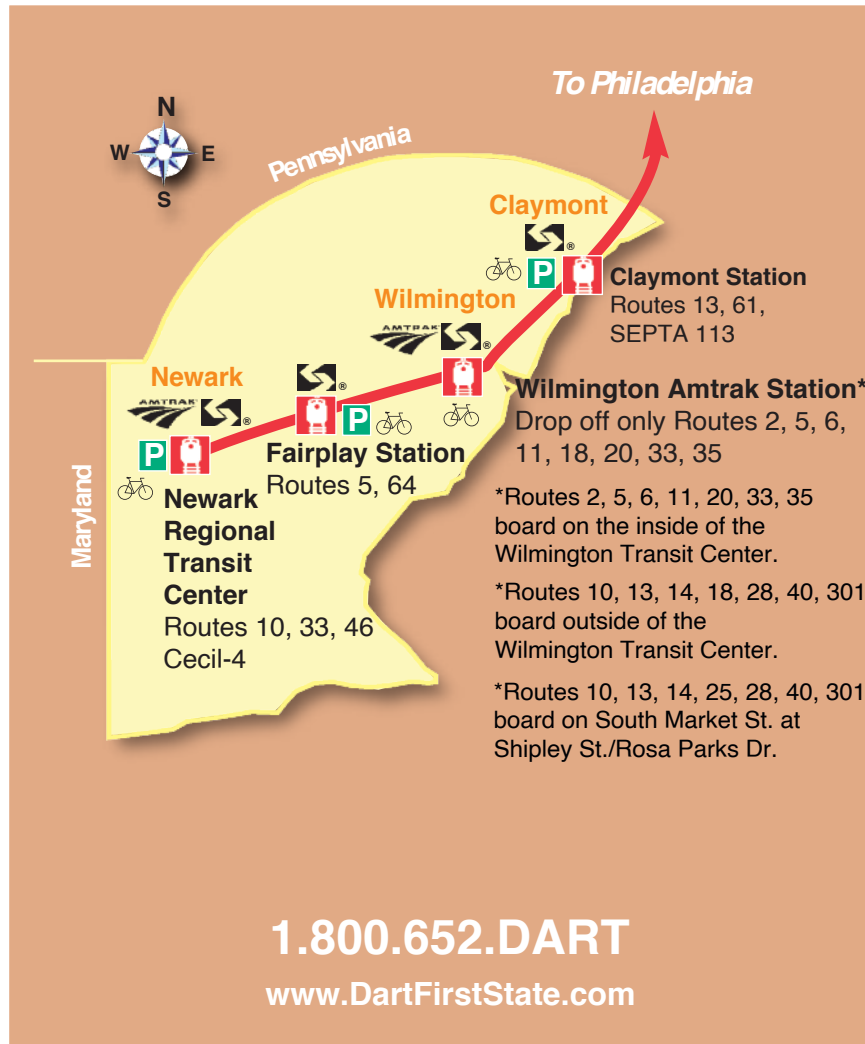 To Philadelphia
N
W
E
S
Pennsylvania
Claymont
®
P
Claymont Station
Routes 13, 61,
SEPTA 113
Wilmington
AMTRAK
®
Wilmington Amtrak Station*
Drop off only Routes 2, 5, 6,
11, 18, 20, 33, 35
Newark
AMTRAK
®
P
®
P
Fairplay Station
Routes 5, 64
Newark
Regional
Transit
Center
Routes 10, 33, 46
Cecil-4
Maryland
*Routes 2, 5, 6, 11, 20, 33, 35
board on the inside of the
Wilmington Transit Center.
*Routes 10, 13, 14, 18, 28, 40, 301
board outside of the
Wilmington Transit Center.
*Routes 10, 13, 14, 25, 28, 40, 301
board on South Market St. at
Shipley St./Rosa Parks Dr.
1.800.652.DART
www.DartFirstState.com